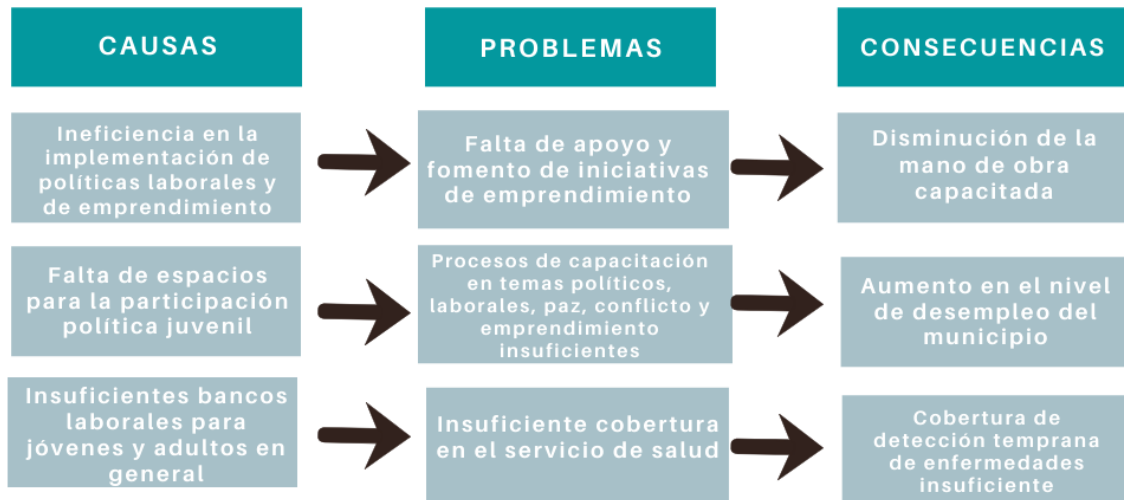 CAUSAS
PROBLEMAS
CONSECUENCIAS
Ineficiencia en la
implementación de
políticas laborales y
de emprendimiento
Falta de apoyo y
fomento de iniciativas
de emprendimiento
Disminución de la
mano de obra
capacitada
Falta de espacios
para la participación
política juvenil
Procesos de capacitación
en temas políticos,
laborales, paz, conflicto y
emprendimiento
insuficientes
Aumento en el nivel
de desempleo del
municipio
Insuficientes bancos
laborales para
jóvenes y adultos en
general
Insuficiente cobertura
en el servicio de salud
Cobertura de
detección temprana
de enfermedades
insuficiente